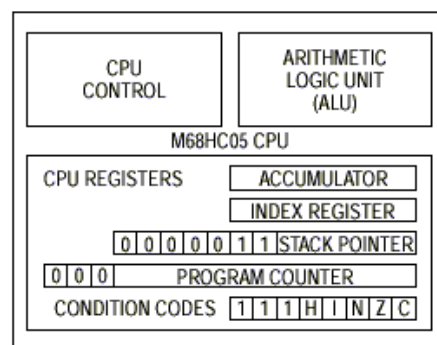 CPU
CONTROL
ARITHMETIC
LOGIC UNIT
(ALU)
M68HC05 CPU
CPU REGISTERS
ACCUMULATOR
INDEX REGISTER
0 0 0 0 0 1 1 STACK POINTER
0 0 0 PROGRAM COUNTER
CONDITION CODES 1 1 1 H I N Z C